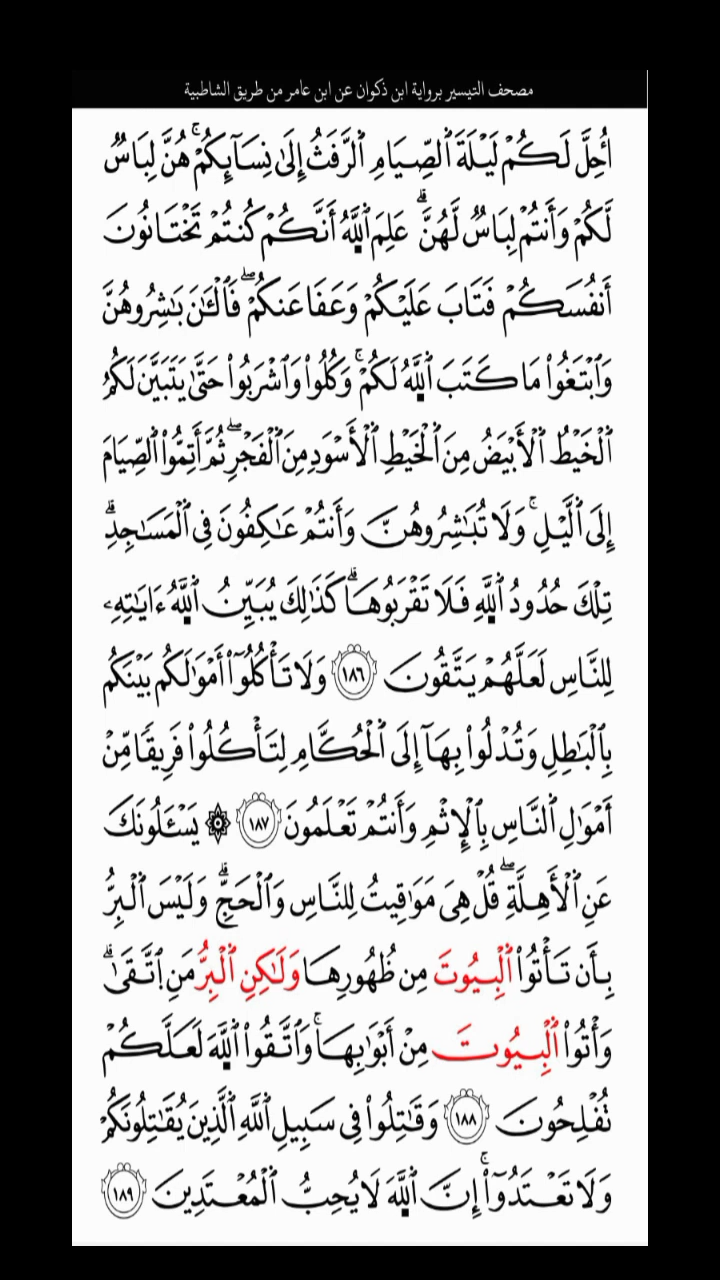 مصحف التيسير برواية ابن ذكوان عن ابن عامر من طريق الشاطبية
أُحِلَّ لَكُمْ لَيْلَةَ ٱلصِّيَامِ ٱلرَّفَثُ إِلَىٰ نِسَآئِكُمْۚ هُنَّ لِبَاسٌ
لَّكُمْ وَأَنتُمْ لِبَاسٌ لَّهُنَّۗ عَلِمَ ٱللَّهُ أَنَّكُمْ كُنتُمْ تَخْتَانُونَ
أَنفُسَكُمْ فَتَابَ عَلَيْكُمْ وَعَفَا عَنكُمْۖ فَٱلْـَٰٔنَ بَٰشِرُوهُنَّ
وَٱبْتَغُوا۟ مَا كَتَبَ ٱللَّهُ لَكُمْۚ وَكُلُوا۟ وَٱشْرَبُوا۟ حَتَّىٰ يَتَبَيَّنَ لَكُمُ
ٱلْخَيْطُ ٱلْأَبْيَضُ مِنَ ٱلْخَيْطِ ٱلْأَسْوَدِ مِنَ ٱلْفَجْرِۖ ثُمَّ أَتِمُّوا۟ ٱلصِّيَامَ
إِلَى ٱلَّيْلِۚ وَلَا تُبَٰشِرُوهُنَّ وَأَنتُمْ عَٰكِفُونَ فِى ٱلْمَسَٰجِدِۗ
تِلْكَ حُدُودُ ٱللَّهِ فَلَا تَقْرَبُوهَاۗ كَذَٰلِكَ يُبَيِّنُ ٱللَّهُ ءَايَٰتِهِۦ
لِلنَّاسِ لَعَلَّهُمْ يَتَّقُونَ ١٨٦ وَلَا تَأْكُلُوٓا۟ أَمْوَٰلَكُم بَيْنَكُم
بِٱلْبَٰطِلِ وَتُدْلُوا۟ بِهَآ إِلَى ٱلْحُكَّامِ لِتَأْكُلُوا۟ فَرِيقًا مِّنْ
أَمْوَٰلِ ٱلنَّاسِ بِٱلْإِثْمِ وَأَنتُمْ تَعْلَمُونَ ١٨٧ ۞ يَسْـَٔلُونَكَ
عَنِ ٱلْأَهِلَّةِۖ قُلْ هِىَ مَوَٰقِيتُ لِلنَّاسِ وَٱلْحَجِّۗ وَلَيْسَ ٱلْبِرُّ
بِأَن تَأْتُوا۟ ٱلْبِيُوتَ مِن ظُهُورِهَا وَلَٰكِنِ ٱلْبِرُّ مَنِ ٱتَّقَىٰۗ
وَأْتُوا۟ ٱلْبِيُوتَ مِنْ أَبْوَٰبِهَاۚ وَٱتَّقُوا۟ ٱللَّهَ لَعَلَّكُمْ
تُفْلِحُونَ ١٨٨ وَقَٰتِلُوا۟ فِى سَبِيلِ ٱللَّهِ ٱلَّذِينَ يُقَٰتِلُونَكُمْ
وَلَا تَعْتَدُوٓا۟ۚ إِنَّ ٱللَّهَ لَا يُحِبُّ ٱلْمُعْتَدِينَ ١٨٩